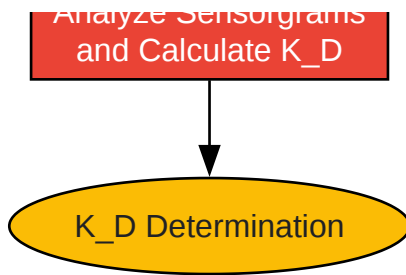 Analyze Sensorgrams
and Calculate K_D
K_D Determination